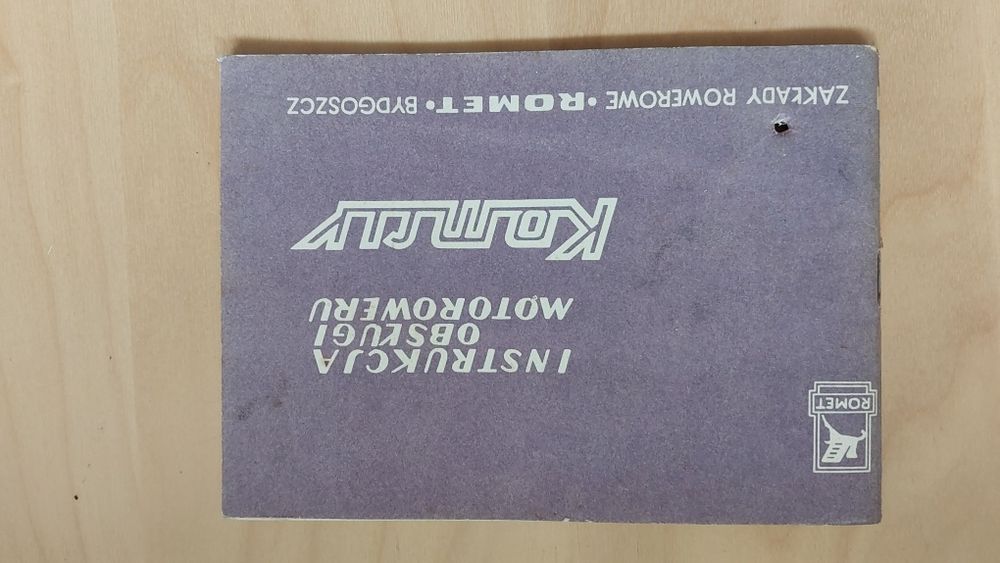 ROMET
INSTRUKCJA
OBSŁUGI
MOTOROWERU
Komar
ZAKŁADY ROWEROWE • ROMET • BYDGOSZCZ